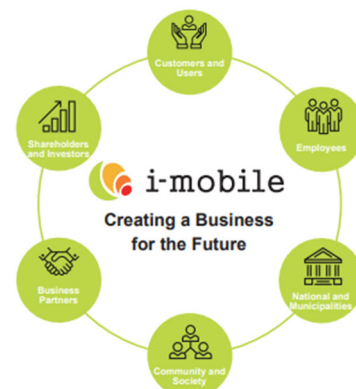 Customers and
Users
Shareholders
and Investors
Employees
i-mobile
Creating a Business
for the Future
Business
Partners
National and
Municipalities
Community and
Society